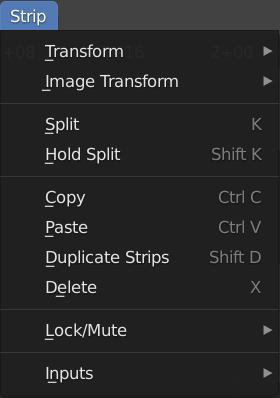 Strip
Transform
Image Transform
Split K
Hold Split Shift K
Copy Ctrl C
Paste Ctrl V
Duplicate Strips Shift D
Delete X
Lock/Mute
Inputs